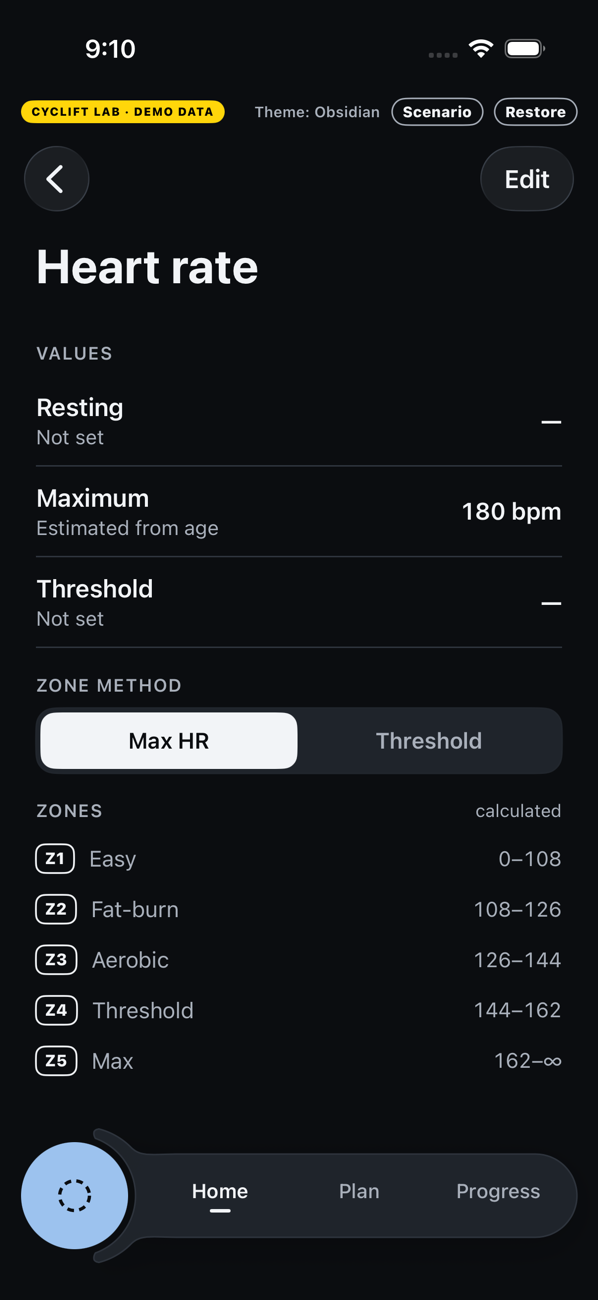 9:10
CYCLIFT LAB · DEMO DATA Theme: Obsidian Scenario Restore
Edit
Heart rate
VALUES
Resting
Not set
—
Maximum
Estimated from age
180 bpm
Threshold
Not set
—
ZONE METHOD
Max HR Threshold
ZONES calculated
Z1 Easy 0–108
Z2 Fat-burn 108–126
Z3 Aerobic 126–144
Z4 Threshold 144–162
Z5 Max 162–∞
Home Plan Progress